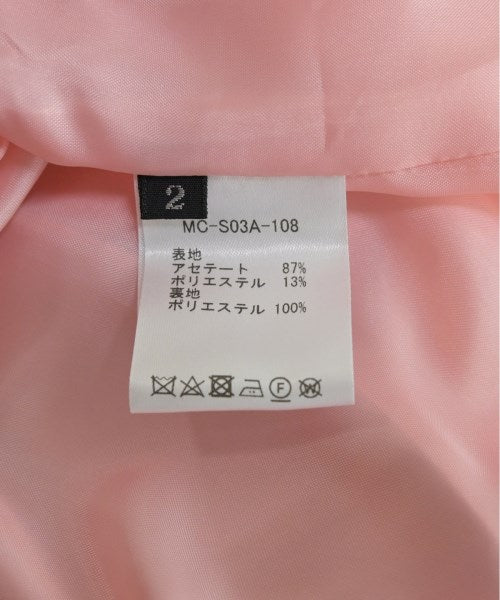 2
MC-S03A-108
表地
アセテート 87%
ポリエステル 13%
裏地
ポリエステル 100%
F
W